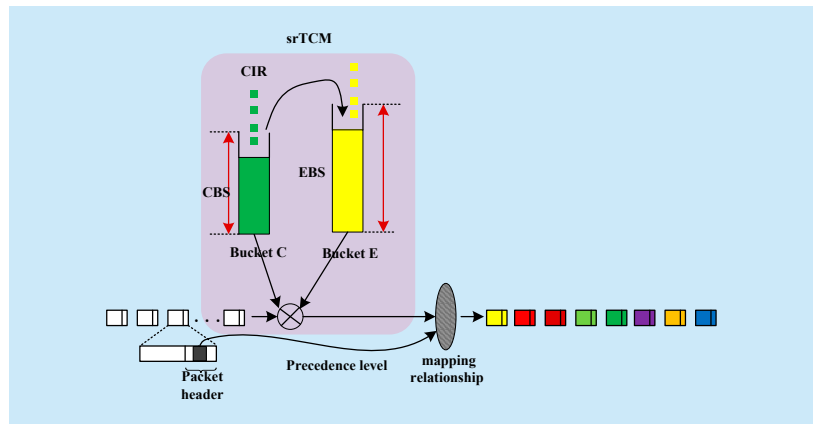 srTCM
CIR
CBS
EBS
Bucket C
Bucket E
. . .
Precedence level
mapping
relationship
Packet
header